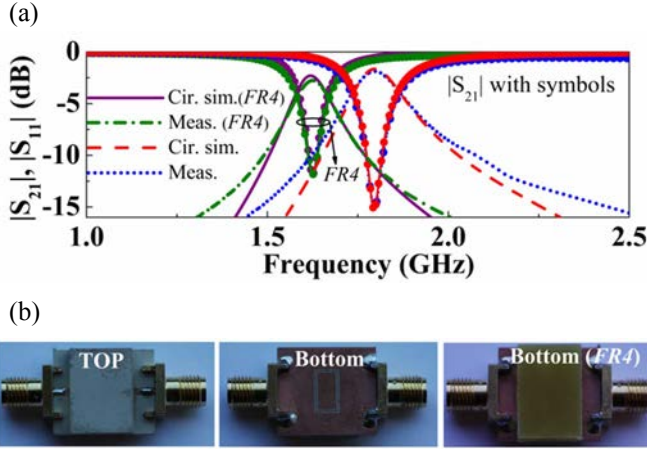 (a)
|S21|, |S11| (dB)
0
-5
-10
-15
Cir. sim.(FR4)
Meas. (FR4)
Cir. sim.
Meas.
FR4
|S21| with symbols
1.0 1.5 2.0 2.5
Frequency (GHz)
(b)
TOP
Bottom
Bottom (FR4)